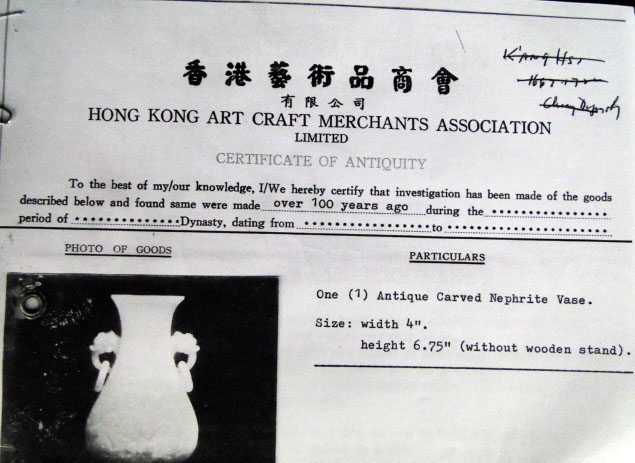 K'ang Hsi
香港藝術品商會
有限公司
HONG KONG ART CRAFT MERCHANTS ASSOCIATION
LIMITED
CERTIFICATE OF ANTIQUITY
To the best of my/our knowledge, I/We hereby certify that investigation has been made of the goods
described below and found same were made over 100 years ago during the ................
period of ..............Dynasty, dating from ..................to ......................
PHOTO OF GOODS
PARTICULARS
One (1) Antique Carved Nephrite Vase.
Size: width 4".
height 6.75" (without wooden stand).